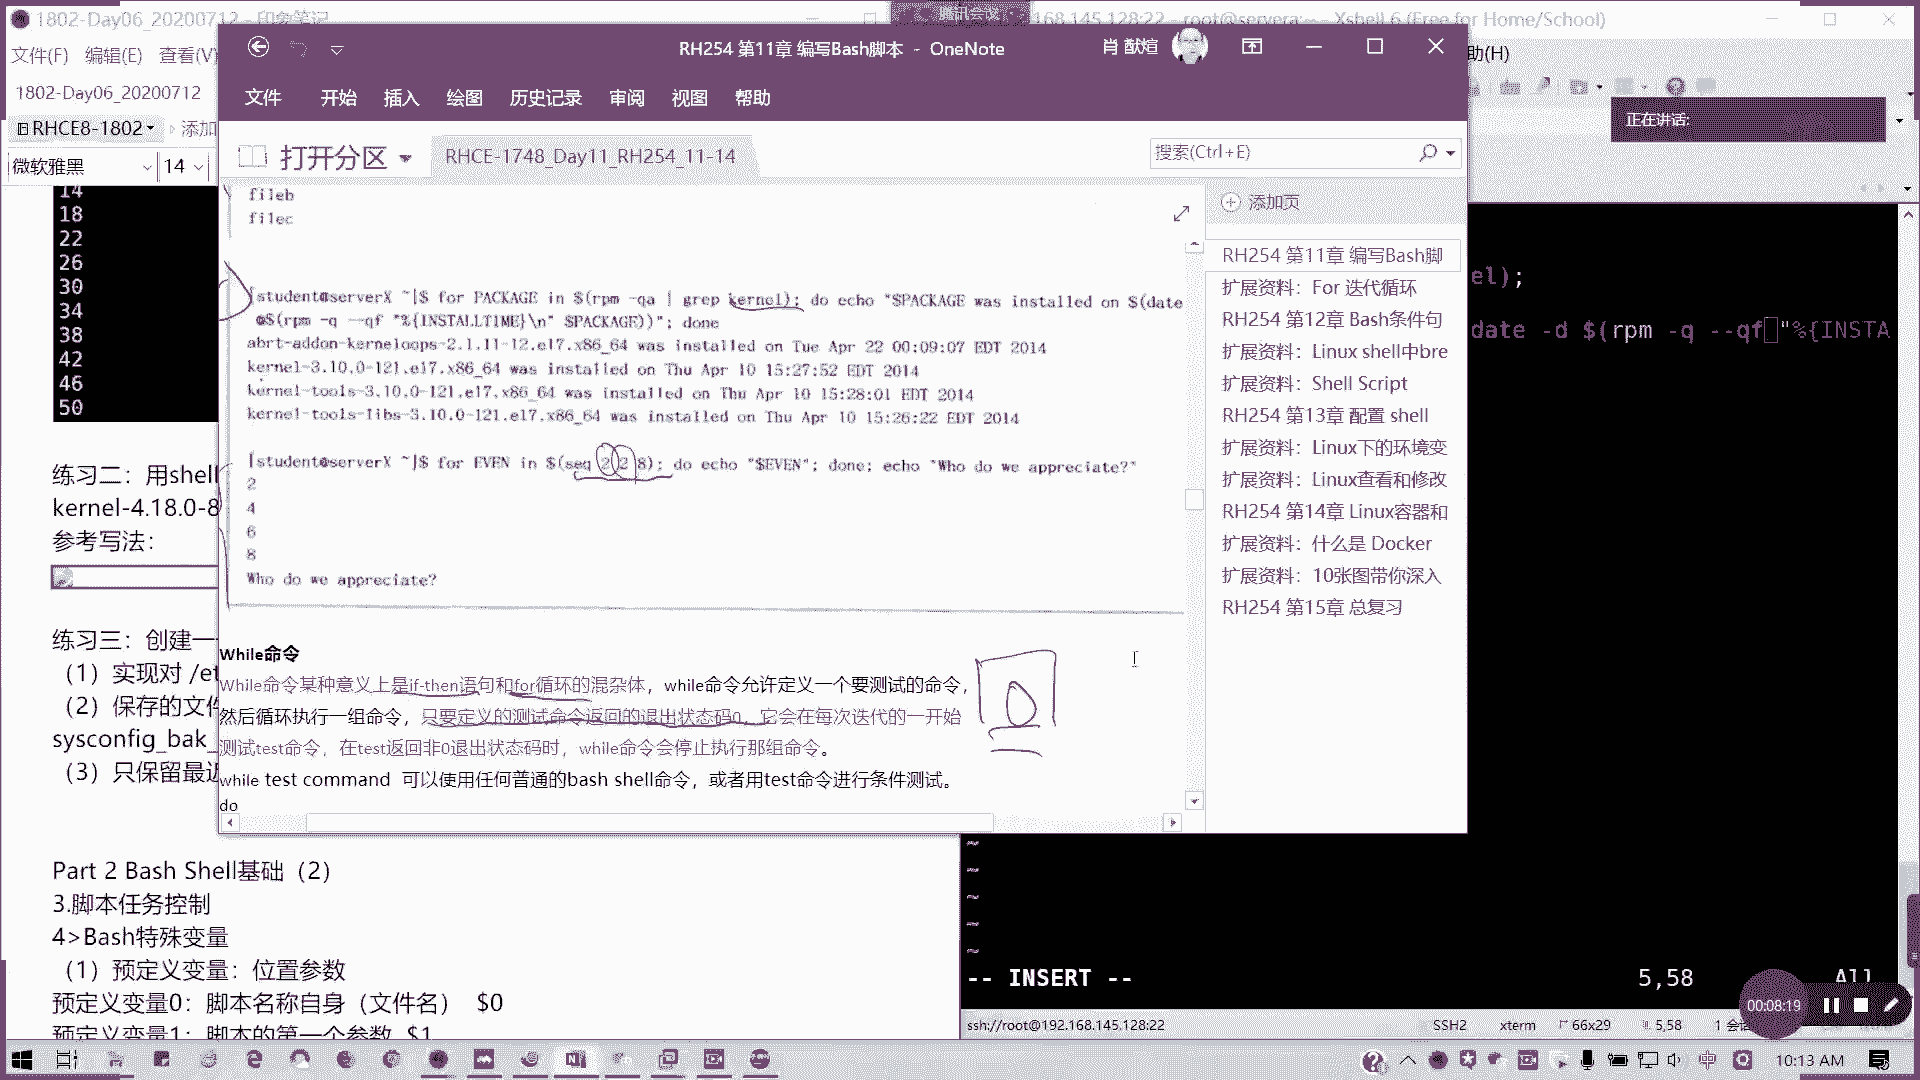 1802-Day06_20200712 - 印象笔记
腾讯会议
168.145.128:22 - root@servera:~ - Xshell 6 (Free for Home/School)
文件(F) 编辑(E) 查看(V)
助(H)
1802-Day06_20200712
RHCE8-1802
添加
微软雅黑
14
RH254 第11章 编写Bash脚本 - OneNote
肖 猷煊
文件 开始 插入 绘图 历史记录 审阅 视图 帮助
正在讲话:
打开分区
RHCE-1748_Day11_RH254_11-14
搜索(Ctrl+E)
14
18
22
26
30
34
38
42
46
50
fileb
filec
[student@serverX ~]$ for PACKAGE in $(rpm -qa | grep kernel); do echo "$PACKAGE was installed on $(date
@$(rpm -q --qf "%{INSTALLTIME}\n" $PACKAGE))"; done
abrt-addon-kerneloops-2.1.11-12.el7.x86_64 was installed on Tue Apr 22 00:09:07 EDT 2014
kernel-3.10.0-121.el7.x86_64 was installed on Thu Apr 10 15:27:52 EDT 2014
kernel-tools-3.10.0-121.el7.x86_64 was installed on Thu Apr 10 15:28:01 EDT 2014
kernel-tools-libs-3.10.0-121.el7.x86_64 was installed on Thu Apr 10 15:26:22 EDT 2014
[student@serverX ~]$ for EVEN in $(seq 2 2 8); do echo "$EVEN"; done; echo "Who do we appreciate?"
2
4
6
8
Who do we appreciate?
While命令
While命令某种意义上是if-then语句和for循环的混杂体，while命令允许定义一个要测试的命令，
然后循环执行一组命令，只要定义的测试命令返回的退出状态码0，它会在每次迭代的一开始
测试test命令，在test返回非0退出状态码时，while命令会停止执行那组命令。
while test command 可以使用任何普通的bash shell命令，或者用test命令进行条件测试。
do
0
添加页
RH254 第11章 编写Bash脚
扩展资料：For 迭代循环
RH254 第12章 Bash条件句
扩展资料：Linux shell中bre
扩展资料：Shell Script
RH254 第13章 配置 shell
扩展资料：Linux下的环境变
扩展资料：Linux查看和修改
RH254 第14章 Linux容器和
扩展资料：什么是 Docker
扩展资料：10张图带你深入
RH254 第15章 总复习
el);
date -d $(rpm -q --qf "%{INSTA
练习二：用shell
kernel-4.18.0-8
参考写法：
练习三：创建一
（1）实现对 /et
（2）保存的文件
sysconfig_bak_
（3）只保留最近
Part 2 Bash Shell基础（2）
3.脚本任务控制
4>Bash特殊变量
（1）预定义变量：位置参数
预定义变量0：脚本名称自身（文件名） $0
预定义变量1：脚本的第一个参数 $1
~
~
~
~
~
-- INSERT --
5,58 All
00:08:19
ssh://root@192.168.145.128:22
SSH2 xterm 66x29 5,58 1 会
中
10:13 AM